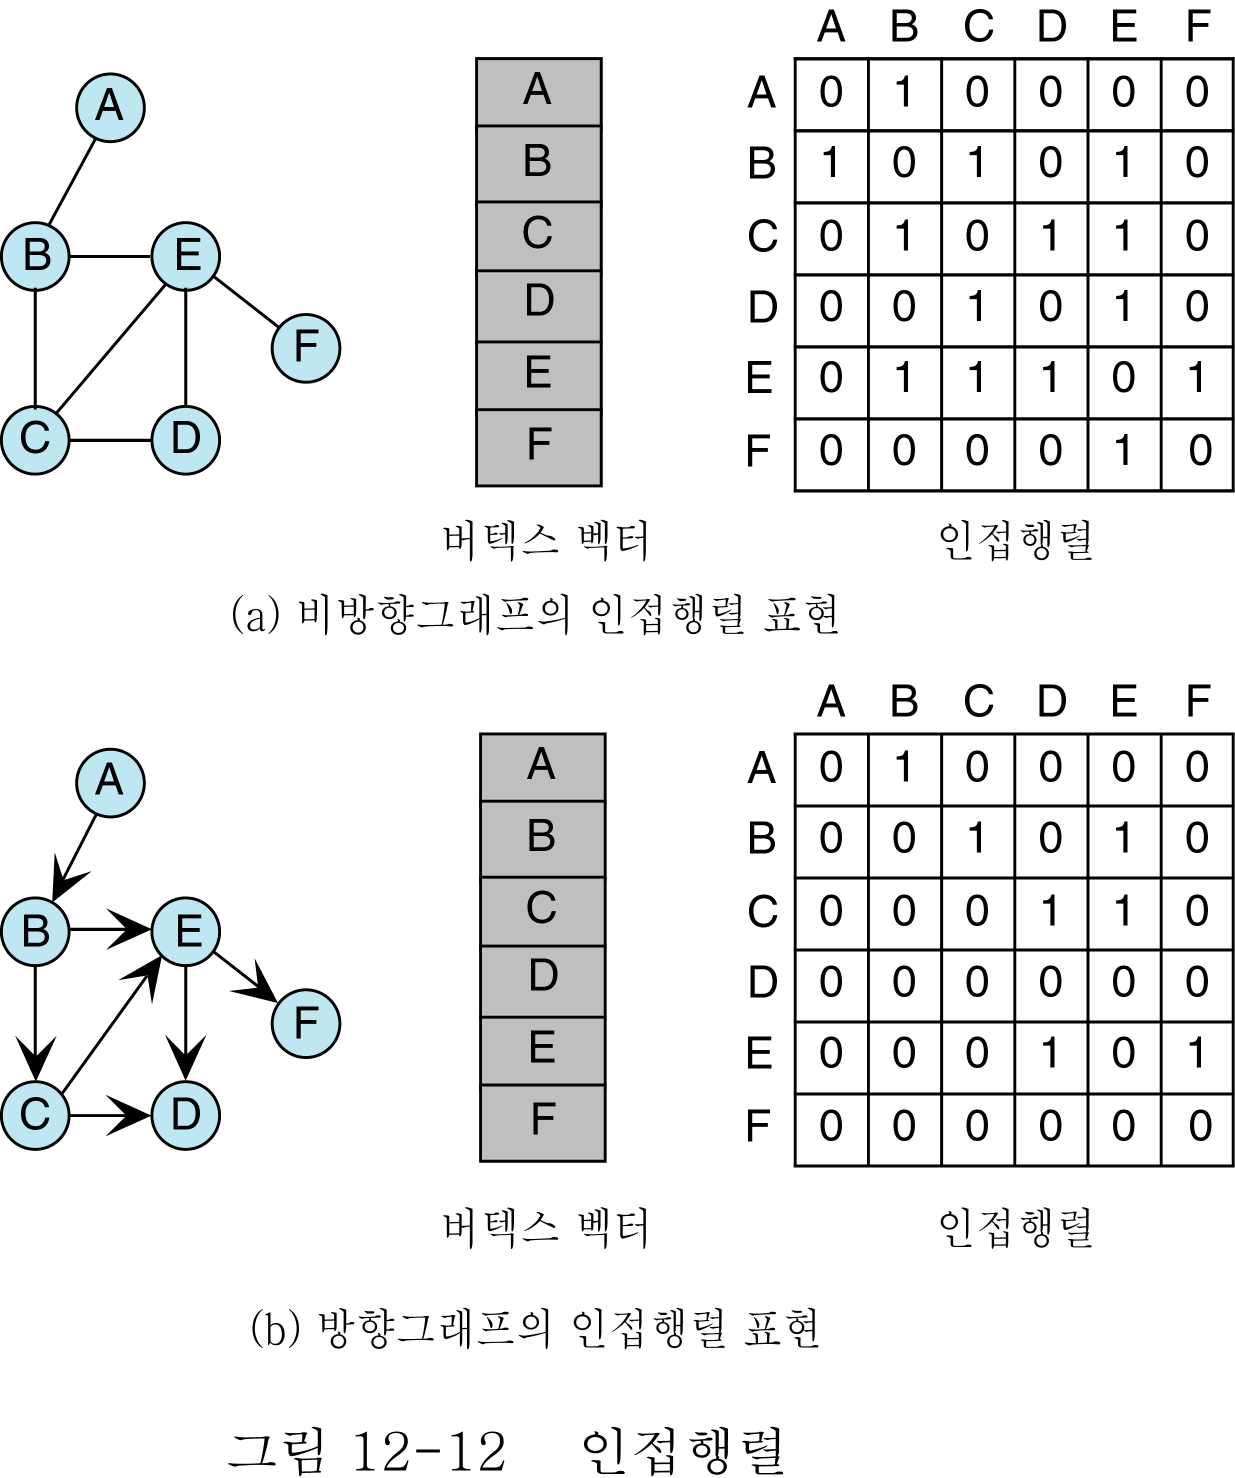 A B C D E F
A
B
E
F
C
D
A
B
C
D
E
F
A 0 1 0 0 0 0
B 1 0 1 0 1 0
C 0 1 0 1 1 0
D 0 0 1 0 1 0
E 0 1 1 1 0 1
F 0 0 0 0 1 0
버텍스 벡터
인접행렬
(a) 비방향그래프의 인접행렬 표현
A B C D E F
A
B
E
F
C
D
A
B
C
D
E
F
A 0 1 0 0 0 0
B 0 0 1 0 1 0
C 0 0 0 1 1 0
D 0 0 0 0 0 0
E 0 0 0 1 0 1
F 0 0 0 0 0 0
버텍스 벡터
인접행렬
(b) 방향그래프의 인접행렬 표현
그림 12-12 인접행렬